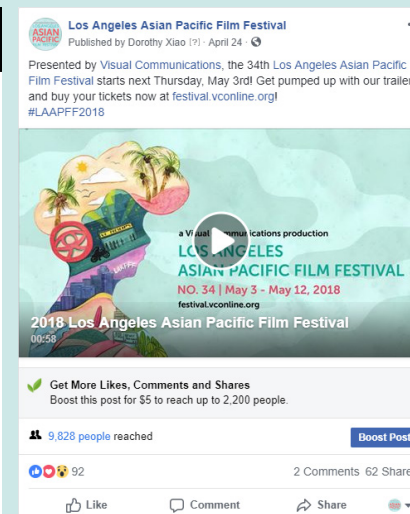 Los Angeles Asian Pacific Film Festival
Published by Dorothy Xiao [?] · April 24 ·
Presented by Visual Communications, the 34th Los Angeles Asian Pacific
Film Festival starts next Thursday, May 3rd! Get pumped up with our trailer
and buy your tickets now at festival.vconline.org!
#LAAPFF2018
a Visual Communications production
LOS ANGELES
ASIAN PACIFIC FILM FESTIVAL
NO. 34 | May 3 - May 12, 2018
festival.vconline.org
2018 Los Angeles Asian Pacific Film Festival
00:58
Get More Likes, Comments and Shares
Boost this post for $5 to reach up to 2,200 people.
9,828 people reached
Boost Post
92
2 Comments 62 Share
Like Comment Share